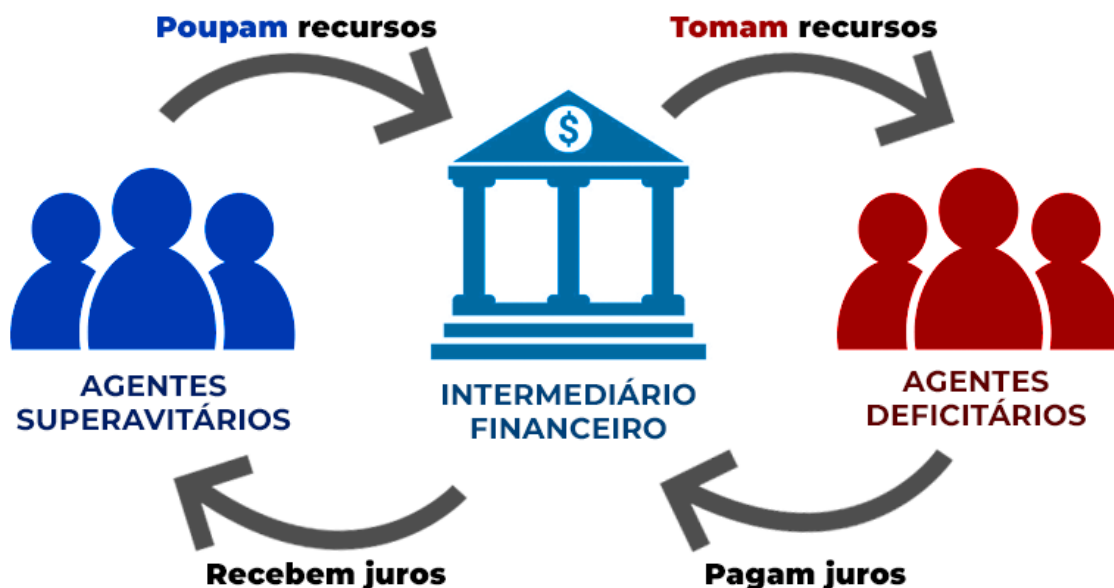 Poupam recursos
Tomam recursos
$
AGENTES
SUPERAVITÁRIOS
INTERMEDIÁRIO
FINANCEIRO
AGENTES
DEFICITÁRIOS
Recebem juros
Pagam juros